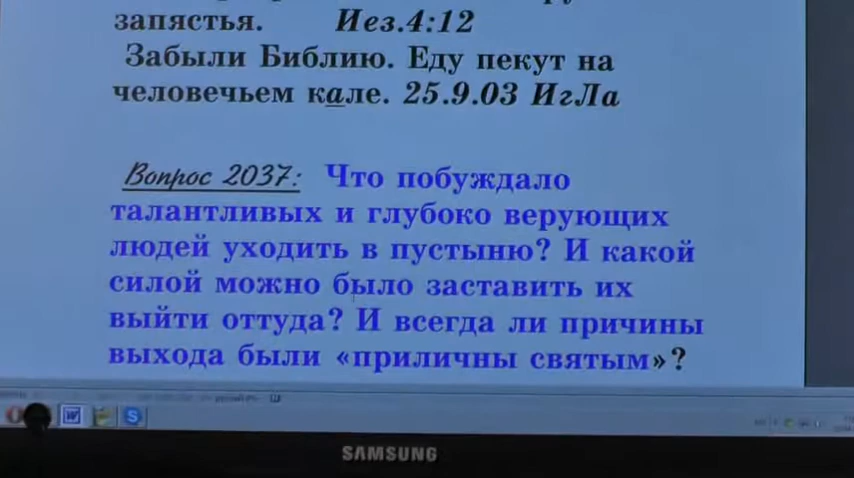 запястья. Иез.4:12
Забыли Библию. Еду пекут на
человечьем кале. 25.9.03 ИгЛа
Вопрос 2037: Что побуждало
талантливых и глубоко верующих
людей уходить в пустыню? И какой
силой можно было заставить их
выйти оттуда? И всегда ли причины
выхода были «приличны святым»?
SAMSUNG